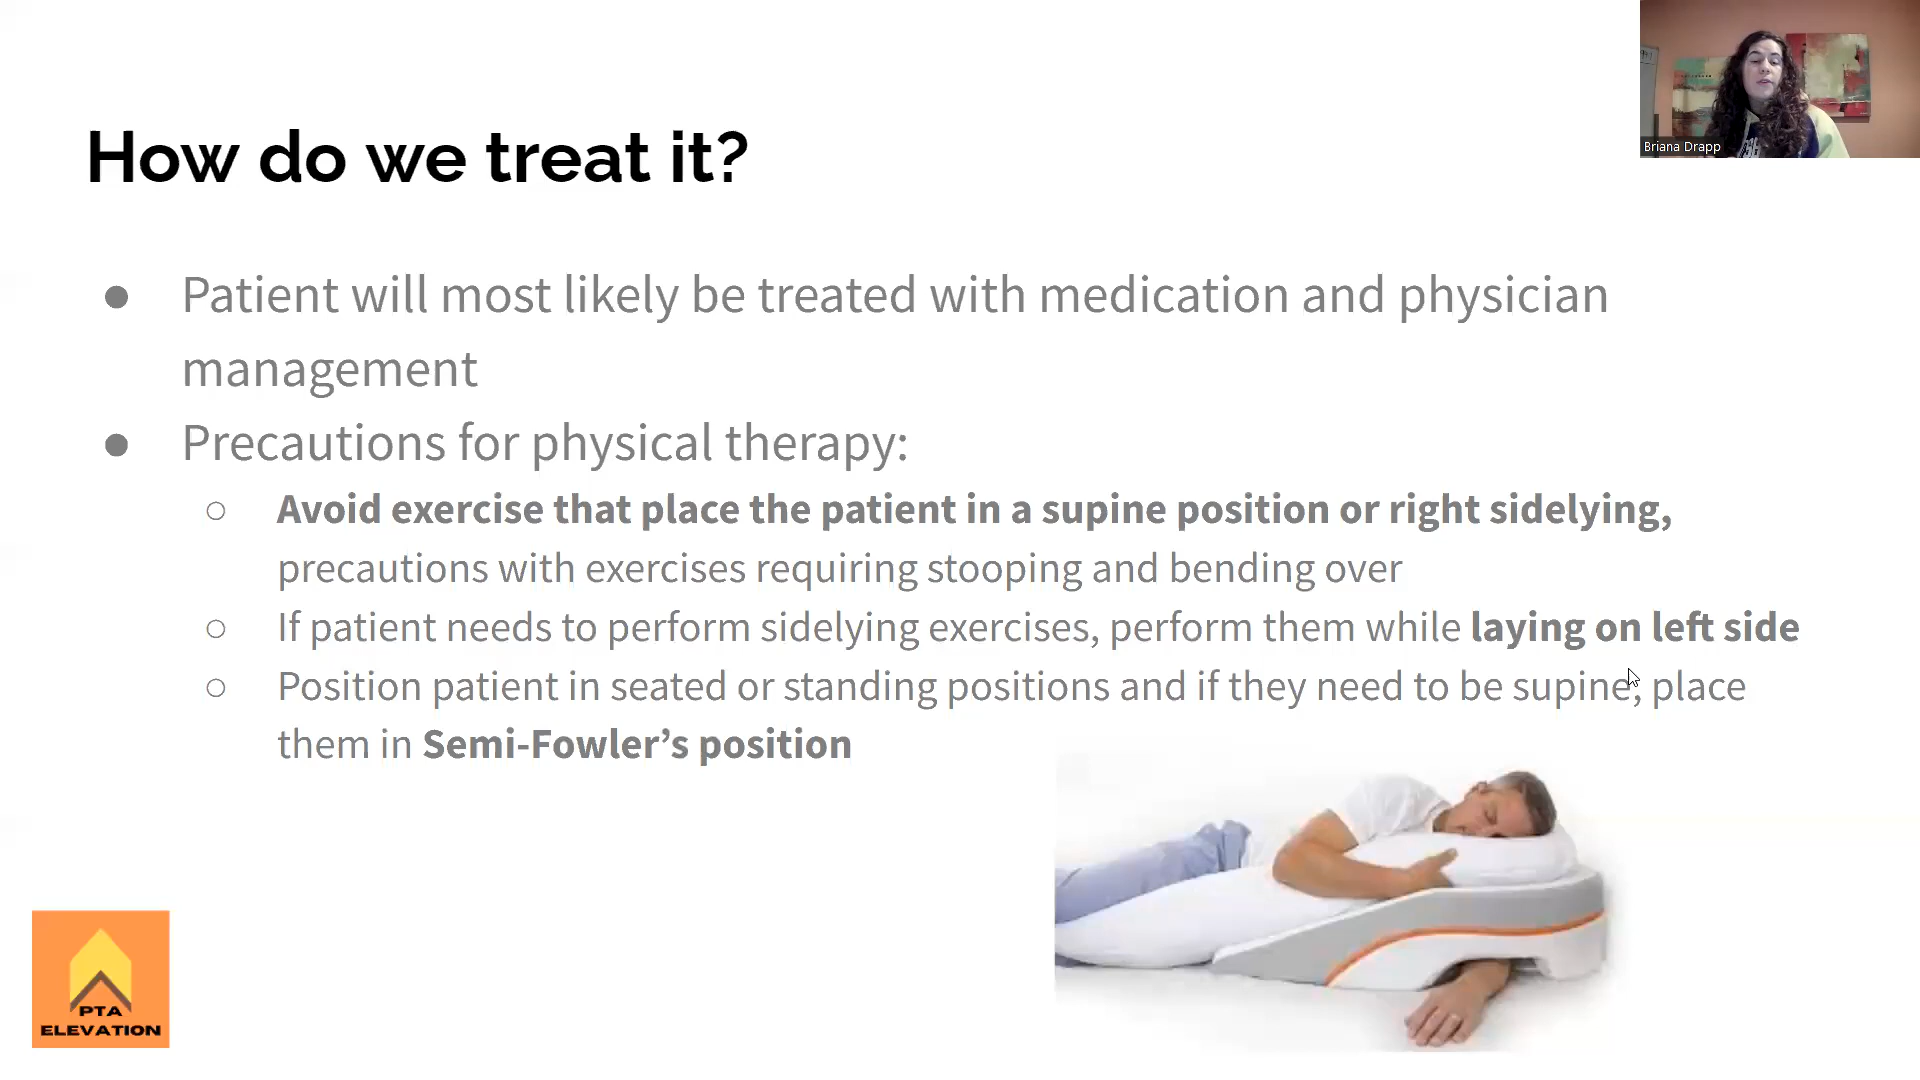 Briana Drapp
How do we treat it?
● Patient will most likely be treated with medication and physician
management
● Precautions for physical therapy:
○ Avoid exercise that place the patient in a supine position or right sidelying,
precautions with exercises requiring stooping and bending over
○ If patient needs to perform sidelying exercises, perform them while laying on left side
○ Position patient in seated or standing positions and if they need to be supine, place
them in Semi-Fowler’s position
PTA
ELEVATION